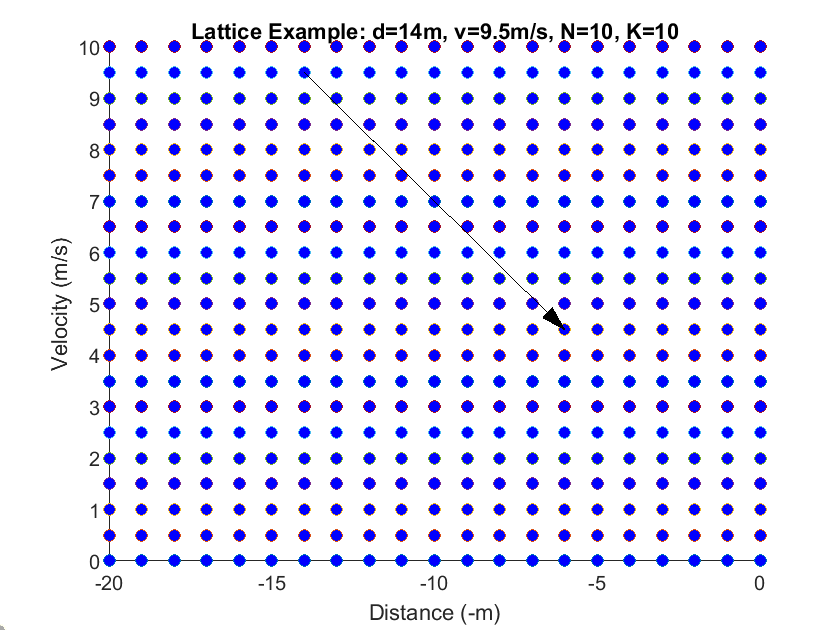 Lattice Example: d=14m, v=9.5m/s, N=10, K=10
10
9
8
7
6
5
4
3
2
1
0
Velocity (m/s)
-20 -15 -10 -5 0
Distance (-m)